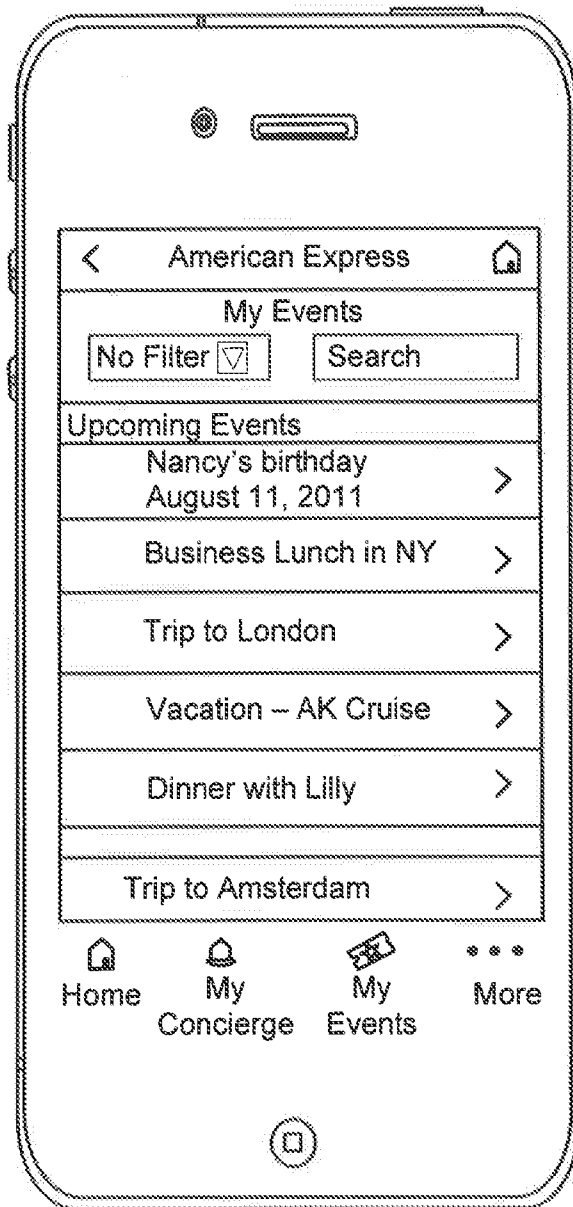 American Express
My Events
No Filter Search
Upcoming Events
Nancy's birthday
August 11, 2011
Business Lunch in NY
Trip to London
Vacation – AK Cruise
Dinner with Lilly
Trip to Amsterdam
Home My My More
Concierge Events